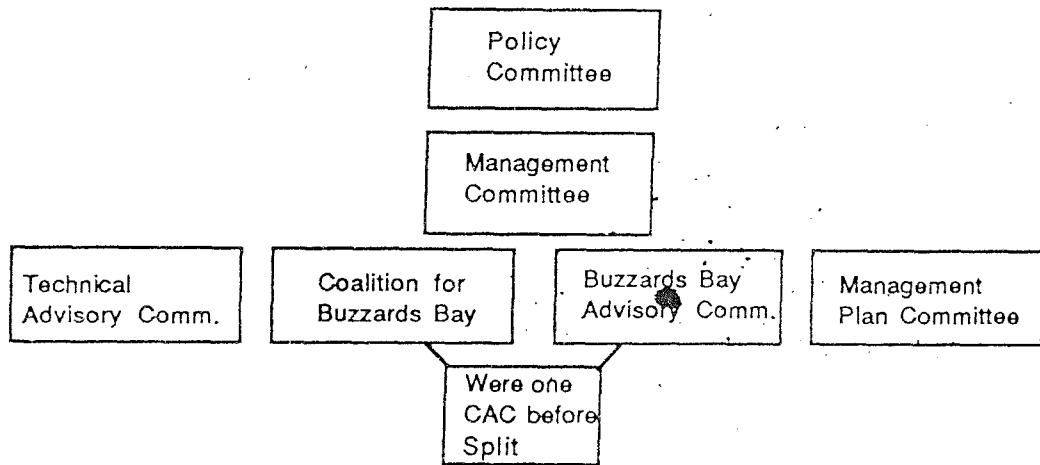 Policy
Committee
Management
Committee
Technical
Advisory Comm.
Coalition for
Buzzards Bay
Buzzards Bay
Advisory Comm.
Management
Plan Committee
Were one
CAC before
Split